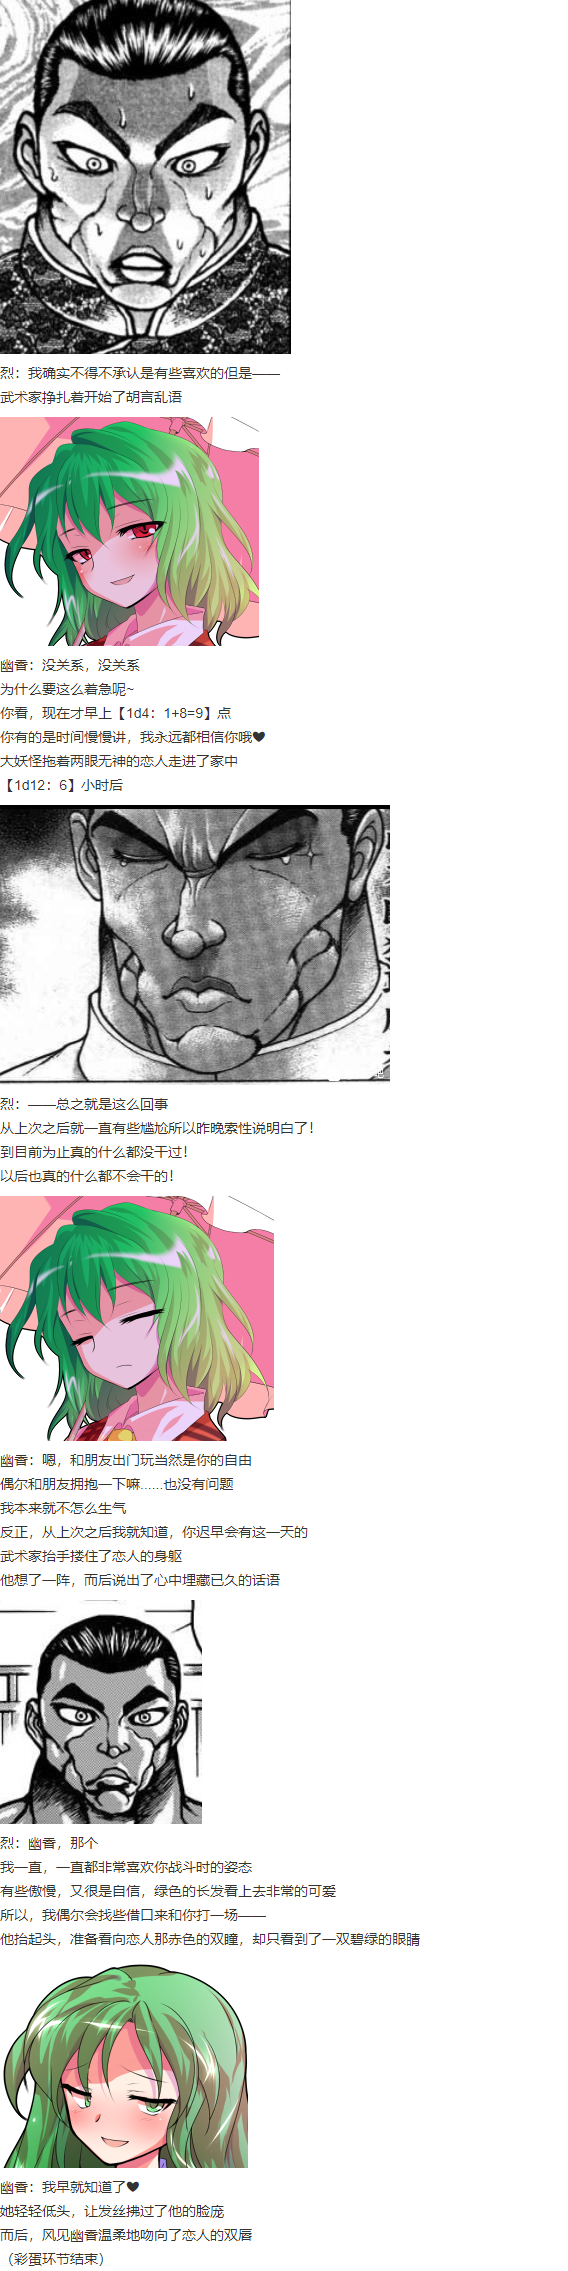 烈：我确实不得不承认是有些喜欢的但是——
武术家挣扎着开始了胡言乱语
幽香：没关系，没关系
为什么要这么着急呢~
你看，现在才早上【1d4：1+8=9】点
你有的是时间慢慢讲，我永远都相信你哦♥
大妖怪拖着两眼无神的恋人走进了家中
【1d12：6】小时后
烈：——总之就是这么回事
从上次之后就一直有些尴尬所以昨晚索性说明白了！
到目前为止真的什么都没干过！
以后也真的什么都不会干的！
幽香：嗯，和朋友出门玩当然是你的自由
偶尔和朋友拥抱一下嘛......也没有问题
我本来就不怎么生气
反正，从上次之后我就知道，你迟早会有这一天的
武术家抬手搂住了恋人的身躯
他想了一阵，而后说出了心中埋藏已久的话语
烈：幽香，那个
我一直，一直都非常喜欢你战斗时的姿态
有些傲慢，又很是自信，绿色的长发看上去非常的可爱
所以，我偶尔会找些借口来和你打一场——
他抬起头，准备看向恋人那赤色的双瞳，却只看到了一双碧绿的眼睛
幽香：我早就知道了♥
她轻轻低头，让发丝拂过了他的脸庞
而后，风见幽香温柔地吻向了恋人的双唇
（彩蛋环节结束）